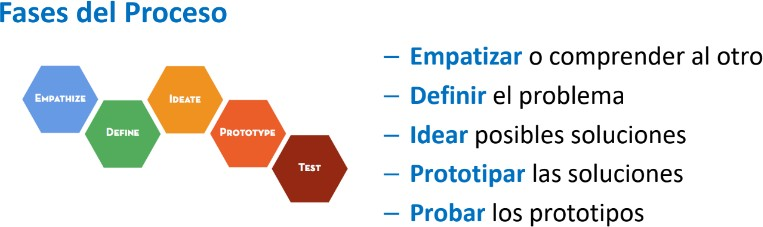 Fases del Proceso
EMPATHIZE
DEFINE
IDEATE
PROTOTYPE
TEST
– Empatizar o comprender al otro
– Definir el problema
– Idear posibles soluciones
– Prototipar las soluciones
– Probar los prototipos